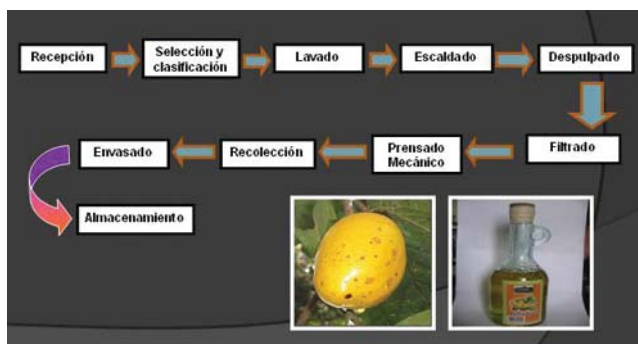 Recepción
Selección y
clasificación
Lavado
Escaldado
Despulpado
Filtrado
Prensado
Mecánico
Recolección
Envasado
Almacenamiento